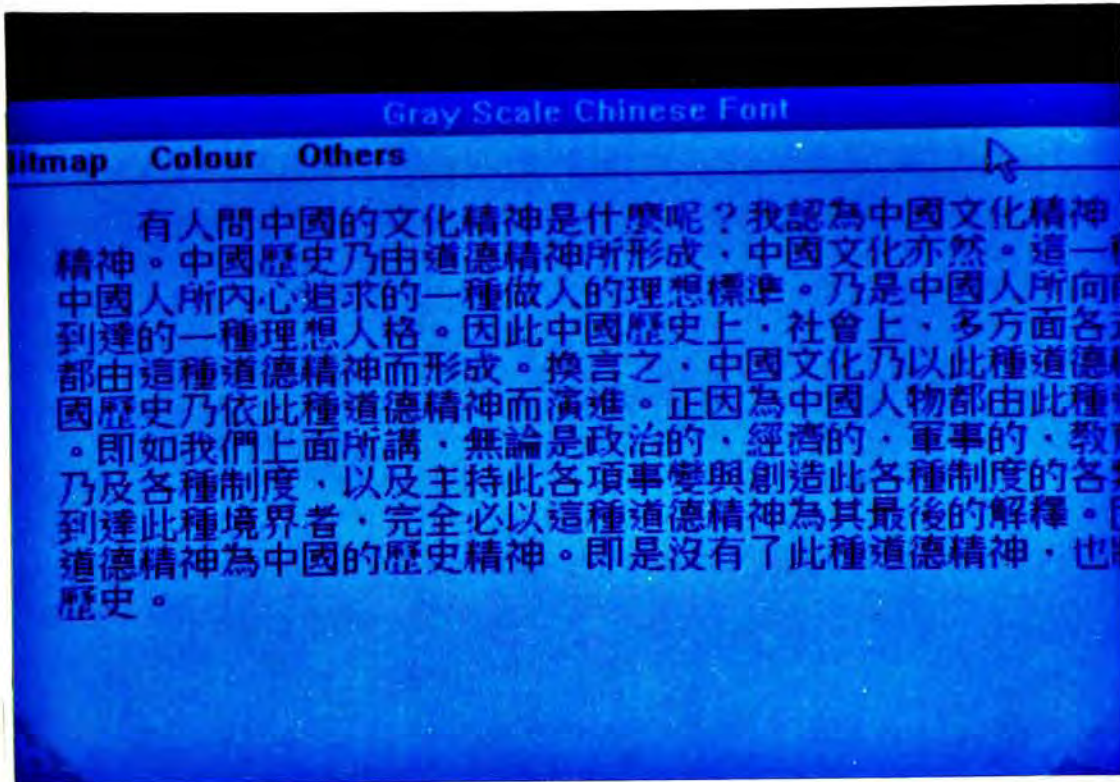 Gray Scale Chinese Font
itmap Colour Others
有人問中國的文化精神是什麼呢？我認為中國文化精神
精神。中國歷史乃由道德精神所形成，中國文化亦然。這一
中國人所內心追求的一種做人的理想標準。乃是中國人所向
到達的一種理想人格。因此中國歷史上，社會上、多方面各
都由這種道德精神而形成。換言之，中國文化乃以此種道德
國歷史乃依此種道德精神而演進。正因為中國人物都由此種
。即如我們上面所講，無論是政治的、經濟的、軍事的、教
乃及各種制度、以及主持此各項事變與創造此各種制度的各
到達此種境界者，完全必以這種道德精神為其最後的解釋。
道德精神為中國的歷史精神。即是沒有了此種道德精神，也
歷史。